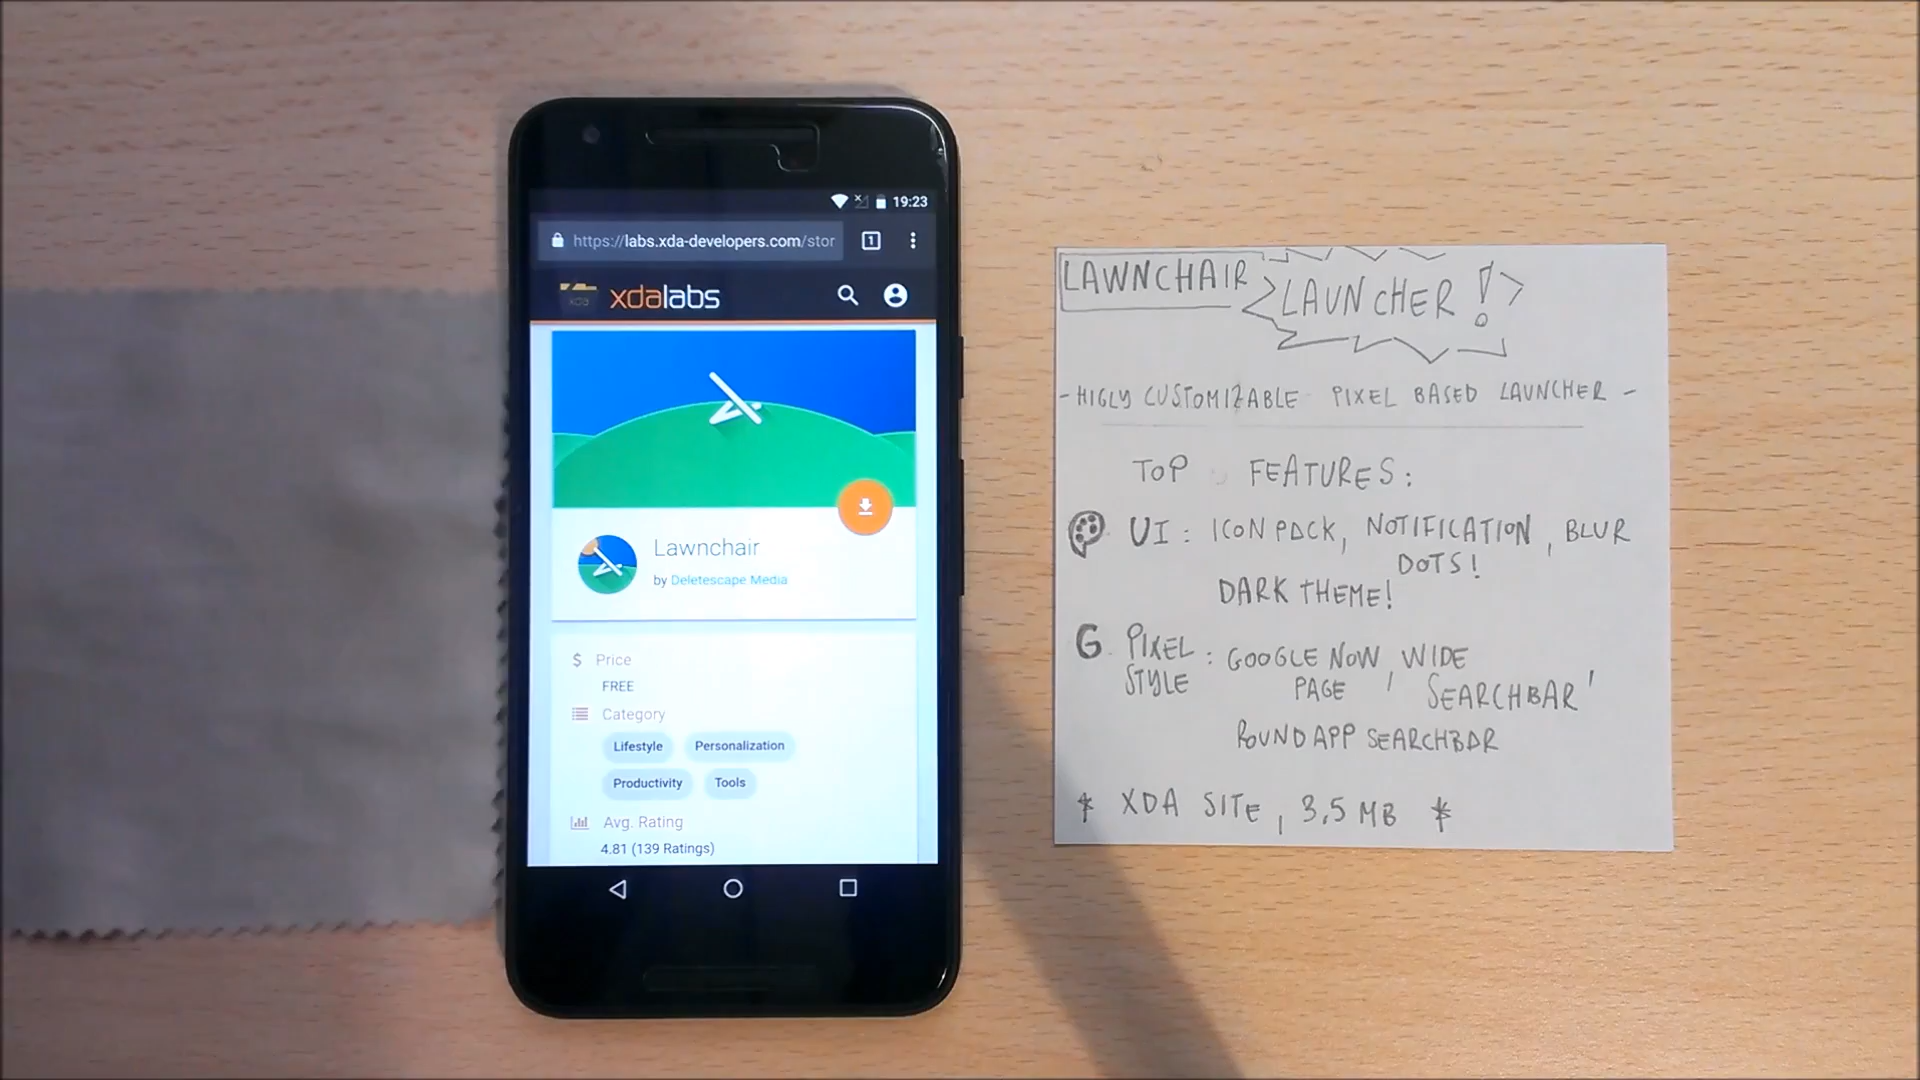 19:23
https://labs.xda-developers.com/stor
1
xda
xdalabs
Lawnchair
by Deletescape Media
$ Price
FREE
Category
Lifestyle Personalization
Productivity Tools
Avg. Rating
4.81 (139 Ratings)
LAWNCHAIR
LAUNCHER!
- HIGLY CUSTOMIZABLE PIXEL BASED LAUNCHER -
TOP FEATURES:
UI: ICON PACK, NOTIFICATION, BLUR
DOTS!
DARK THEME!
G PIXEL : GOOGLE NOW, WIDE
STYLE PAGE SEARCHBAR'
ROUND APP SEARCHBAR
* XDA SITE, 3,5 MB *